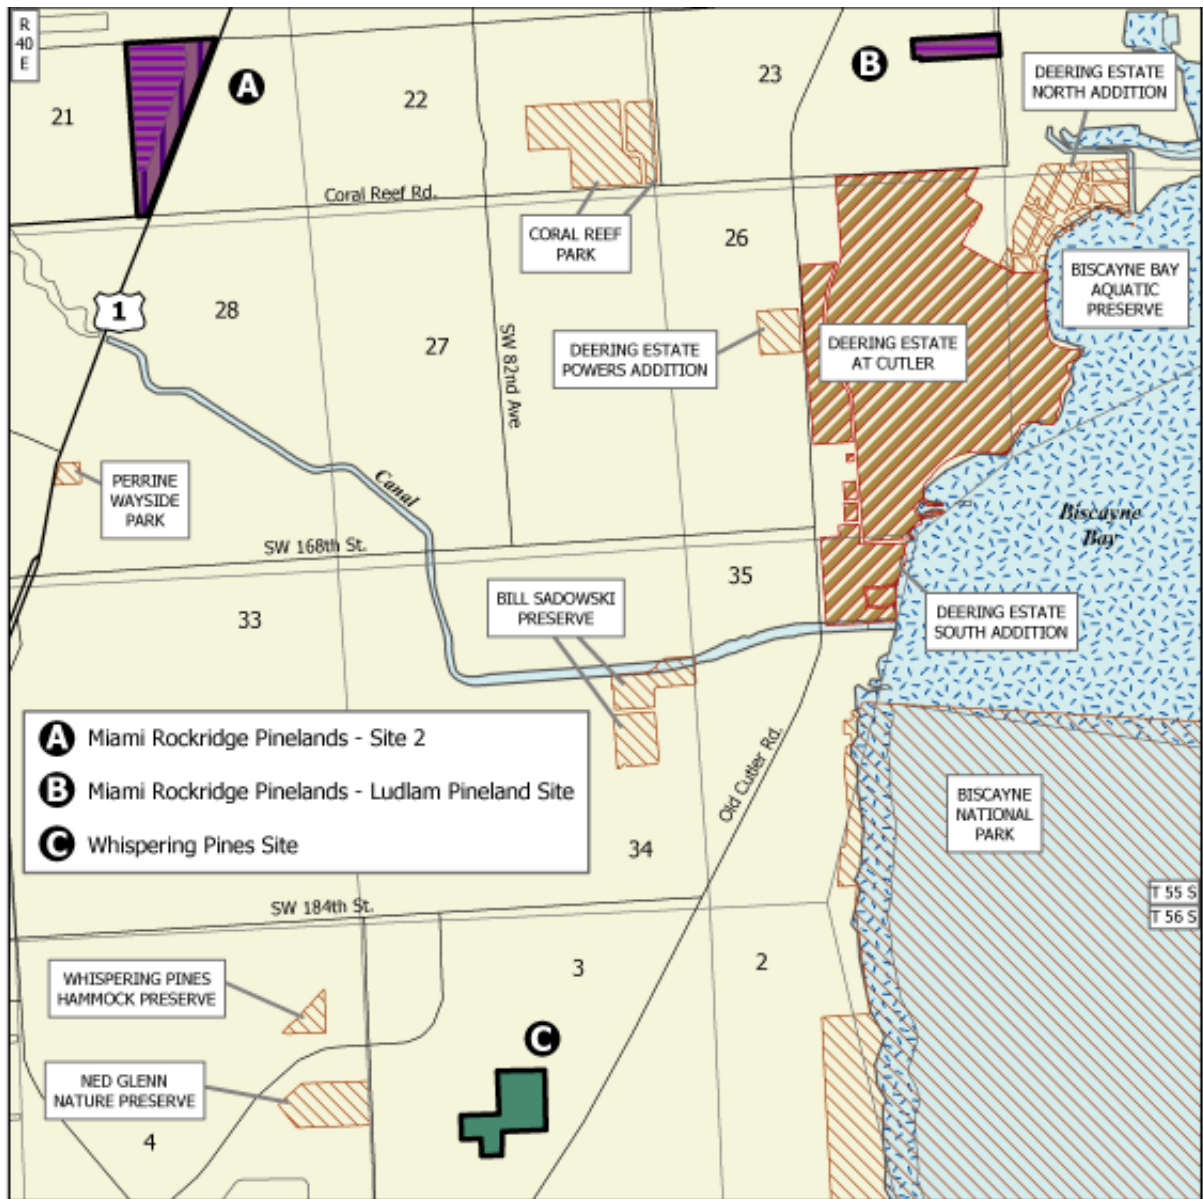 R
40
E
A
B
21
22
23
DEERING ESTATE
NORTH ADDITION
Coral Reef Rd.
CORAL REEF
PARK
26
BISCAYNE BAY
AQUATIC
PRESERVE
1
28
27
SW 82nd Ave
DEERING ESTATE
POWERS ADDITION
DEERING ESTATE
AT CUTLER
PERRINE
WAYSIDE
PARK
Canal
Biscayne
Bay
SW 168th St.
35
BILL SADOWSKI
PRESERVE
33
DEERING ESTATE
SOUTH ADDITION
A Miami Rockridge Pinelands - Site 2
B Miami Rockridge Pinelands - Ludlam Pineland Site
C Whispering Pines Site
Old Cutler Rd.
BISCAYNE
NATIONAL
PARK
34
T 55 S
T 56 S
SW 184th St.
WHISPERING PINES
HAMMOCK PRESERVE
3
2
C
NED GLENN
NATURE PRESERVE
4